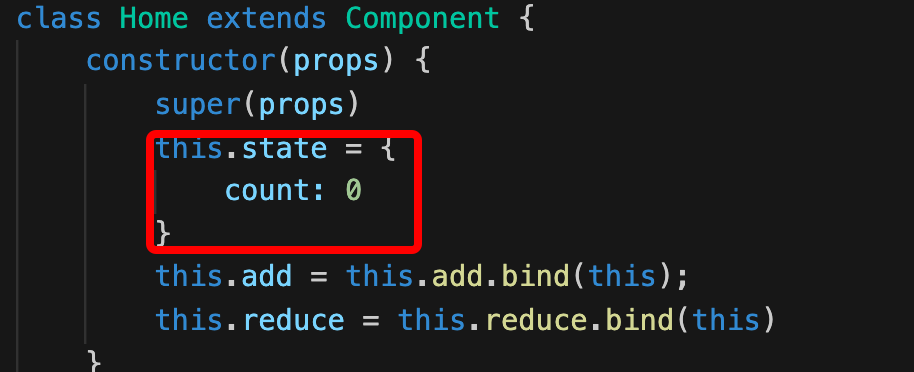 class Home extends Component {
constructor(props) {
super(props)
this.state = {
count: 0
}
this.add = this.add.bind(this);
this.reduce = this.reduce.bind(this)
}